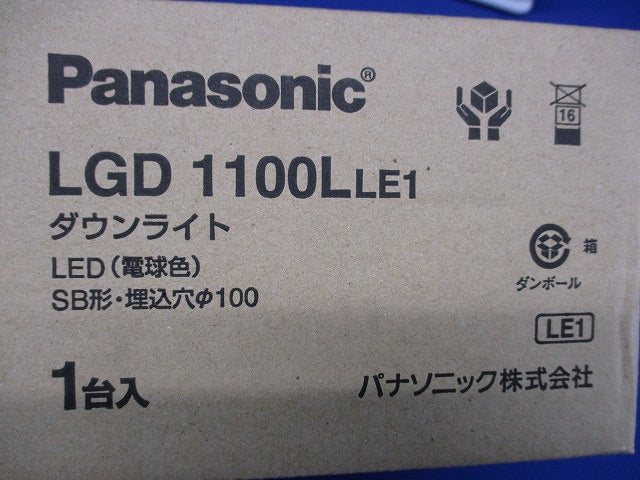 Panasonic®
LGD 1100L LE1
ダウンライト
LED(電球色)
SB形・埋込穴φ100
1台入
16
箱
ダンボール
LE1
パナソニック株式会社